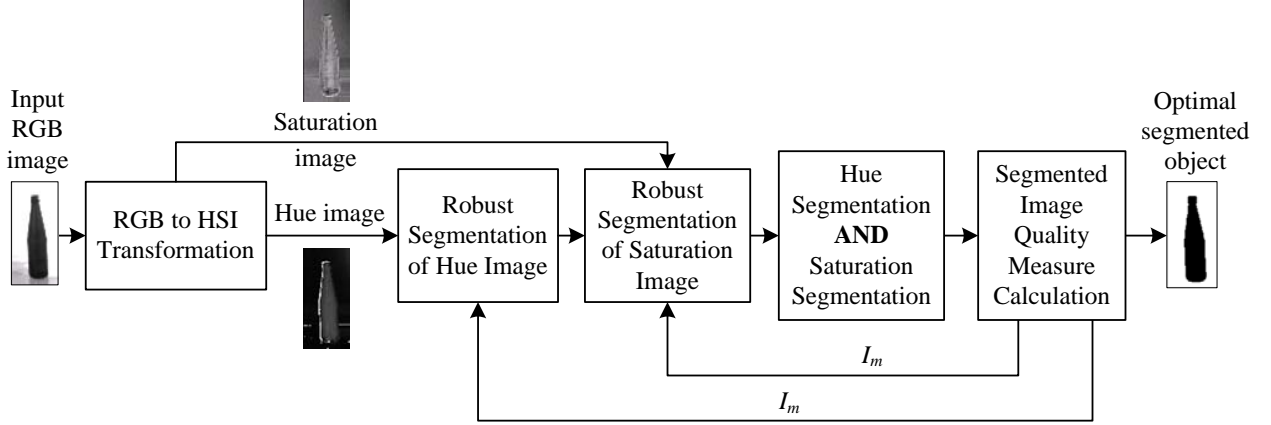 Input
RGB
image
RGB to HSI
Transformation
Saturation
image
Hue image
Robust
Segmentation
of Hue Image
Robust
Segmentation
of Saturation
Image
Hue
Segmentation
AND
Saturation
Segmentation
Segmented
Image
Quality
Measure
Calculation
Optimal
segmented
object
I_m
I_m